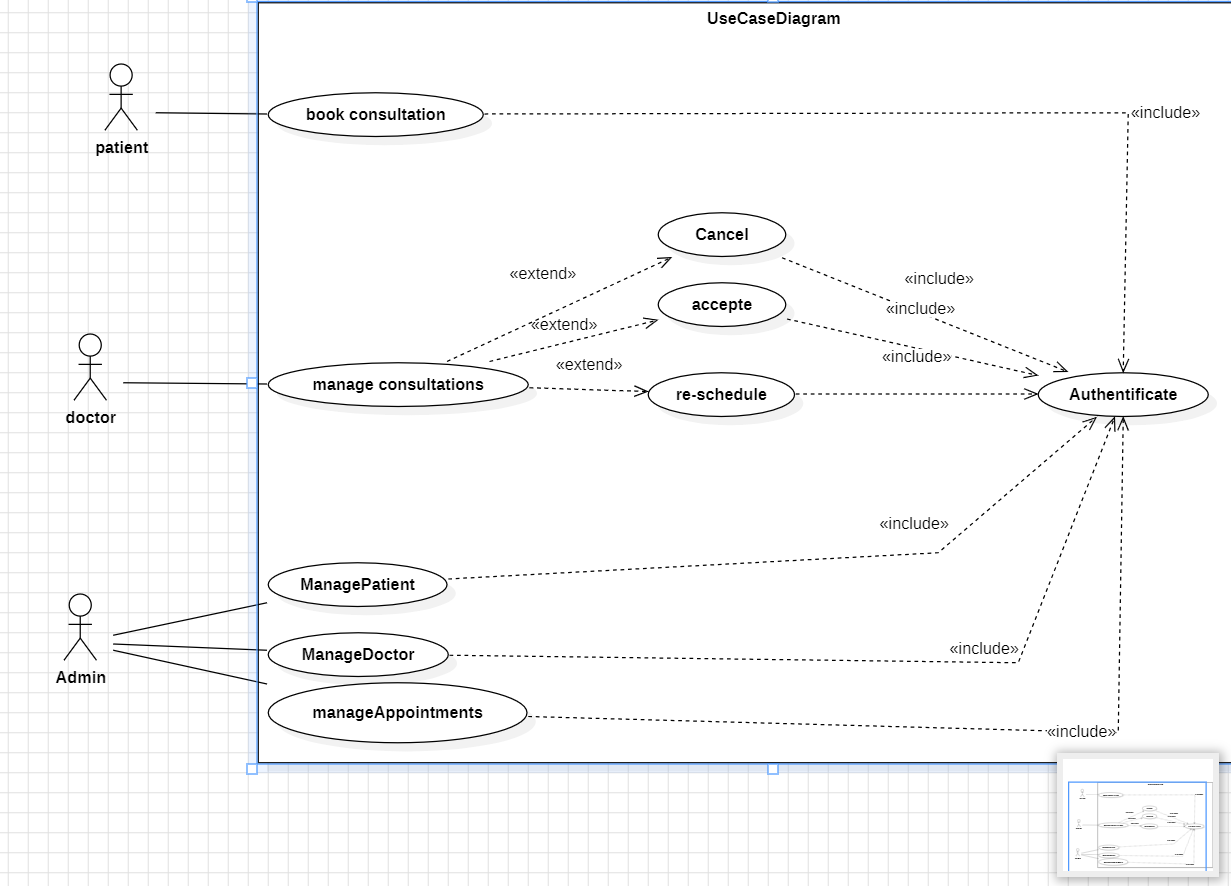 UseCaseDiagram
patient
book consultation
«include»
Cancel
«extend»
«include»
accepte
«include»
«extend»
«include»
«extend»
doctor
manage consultations
re-schedule
Authentificate
«include»
ManagePatient
Admin
ManageDoctor
«include»
manageAppointments
«include»